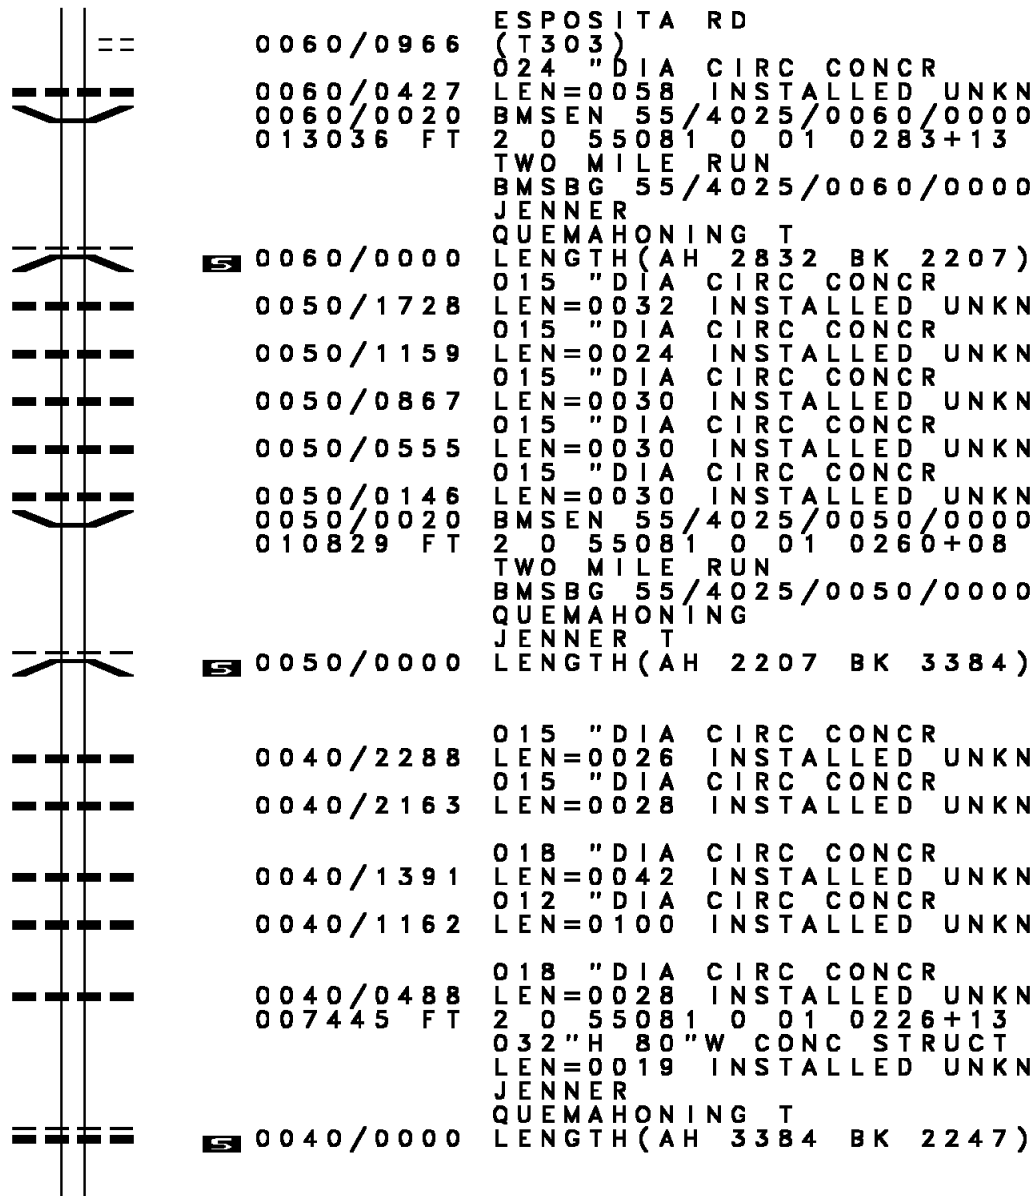 ESPOSITA RD
0060/0966 (T303)
024 "DIA CIRC CONCR
0060/0427 LEN=0058 INSTALLED UNKN
0060/0020 BMSEN 55/4025/0060/0000
013036 FT 2 0 55081 0 01 0283+13
TWO MILE RUN
BMSBG 55/4025/0060/0000
JENNER
QUEMAHONING T
S 0060/0000 LENGTH(AH 2832 BK 2207)
015 "DIA CIRC CONCR
0050/1728 LEN=0032 INSTALLED UNKN
015 "DIA CIRC CONCR
0050/1159 LEN=0024 INSTALLED UNKN
015 "DIA CIRC CONCR
0050/0867 LEN=0030 INSTALLED UNKN
015 "DIA CIRC CONCR
0050/0555 LEN=0030 INSTALLED UNKN
015 "DIA CIRC CONCR
0050/0146 LEN=0030 INSTALLED UNKN
0050/0020 BMSEN 55/4025/0050/0000
010829 FT 2 0 55081 0 01 0260+08
TWO MILE RUN
BMSBG 55/4025/0050/0000
QUEMAHONING
JENNER T
S 0050/0000 LENGTH(AH 2207 BK 3384)
015 "DIA CIRC CONCR
0040/2288 LEN=0026 INSTALLED UNKN
015 "DIA CIRC CONCR
0040/2163 LEN=0028 INSTALLED UNKN
018 "DIA CIRC CONCR
0040/1391 LEN=0042 INSTALLED UNKN
012 "DIA CIRC CONCR
0040/1162 LEN=0100 INSTALLED UNKN
018 "DIA CIRC CONCR
0040/0488 LEN=0028 INSTALLED UNKN
007445 FT 2 0 55081 0 01 0226+13
032"H 80"W CONC STRUCT
LEN=0019 INSTALLED UNKN
JENNER
QUEMAHONING T
S 0040/0000 LENGTH(AH 3384 BK 2247)